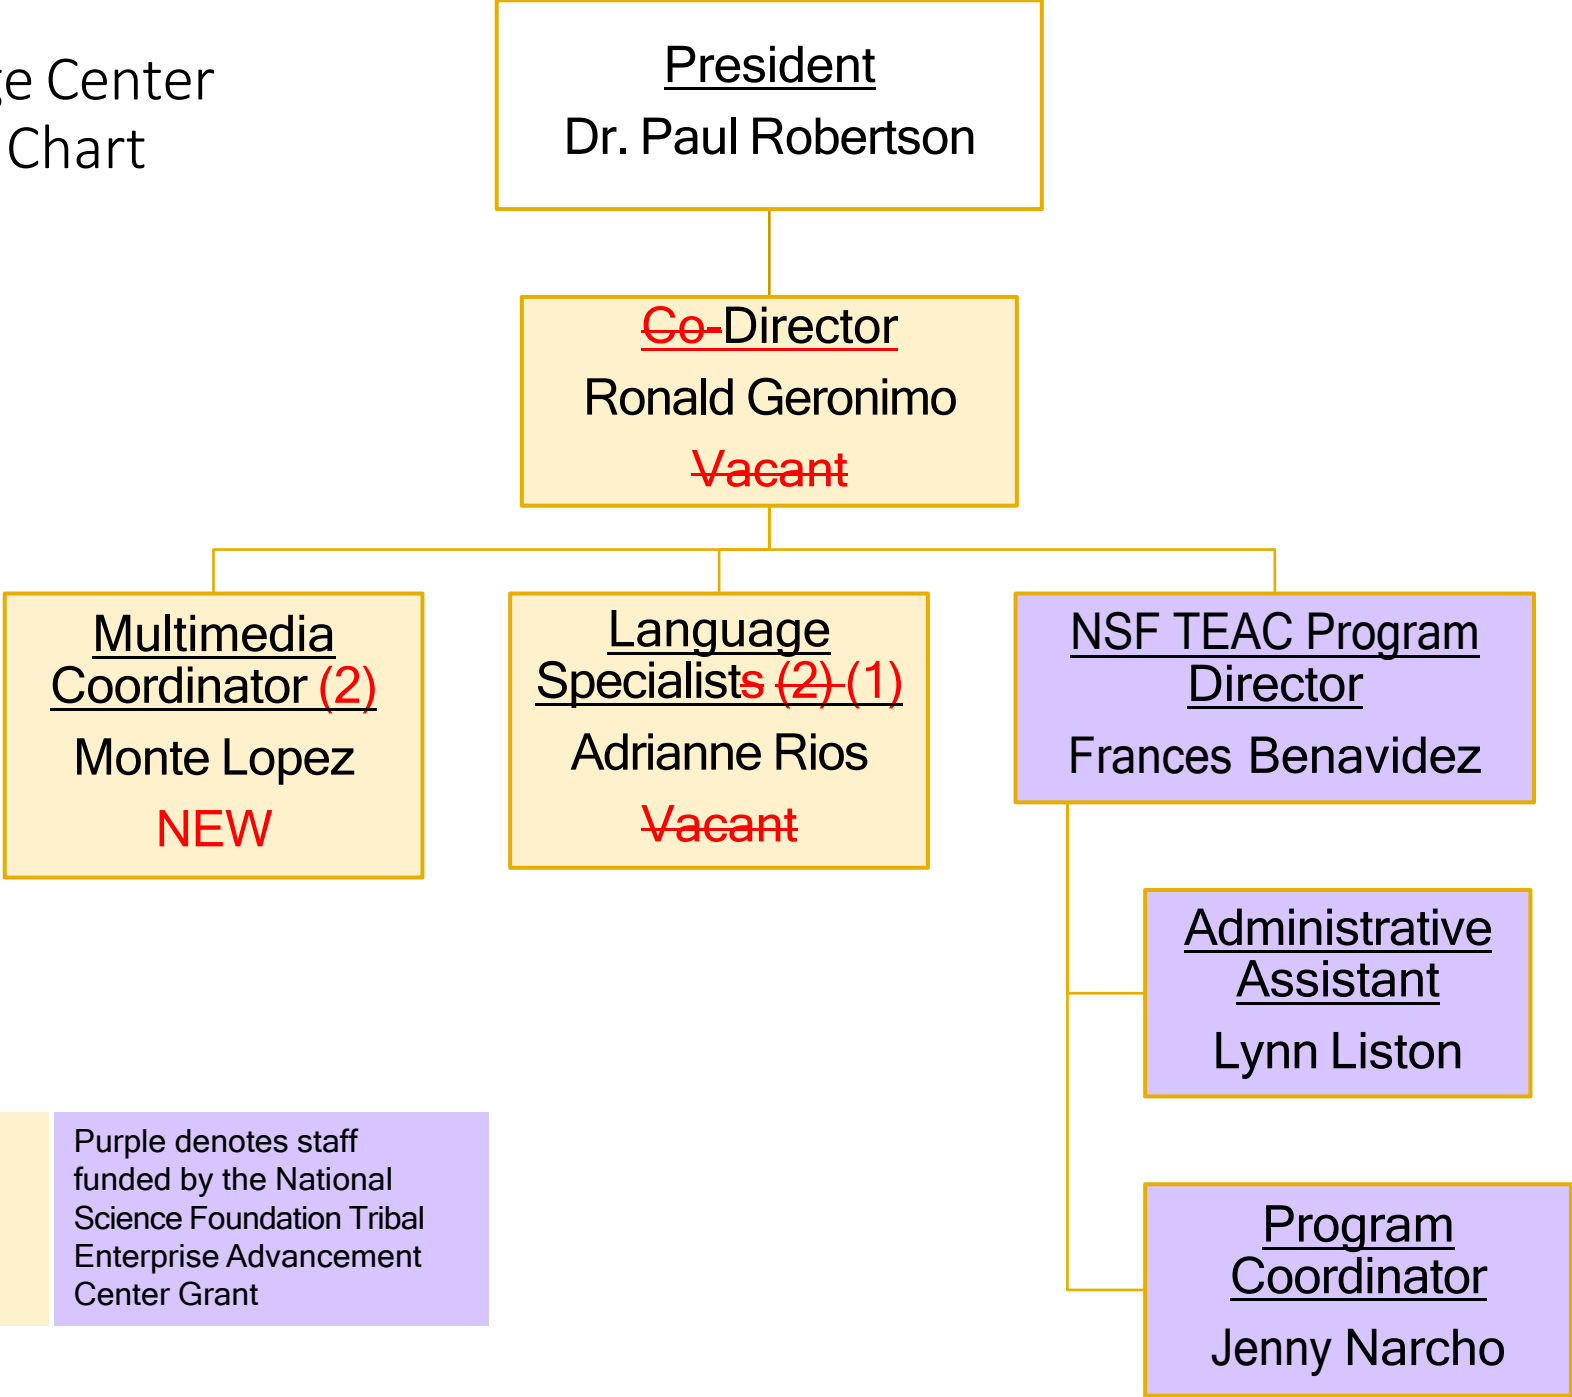 ge Center
Chart
President
Dr. Paul Robertson
Co-Director
Ronald Geronimo
Vacant
Multimedia
Coordinator (2)
Monte Lopez
NEW
Language
Specialists (2) (1)
Adrianne Rios
Vacant
NSF TEAC Program
Director
Frances Benavidez
Administrative
Assistant
Lynn Liston
Program
Coordinator
Jenny Narcho
Purple denotes staff
funded by the National
Science Foundation Tribal
Enterprise Advancement
Center Grant